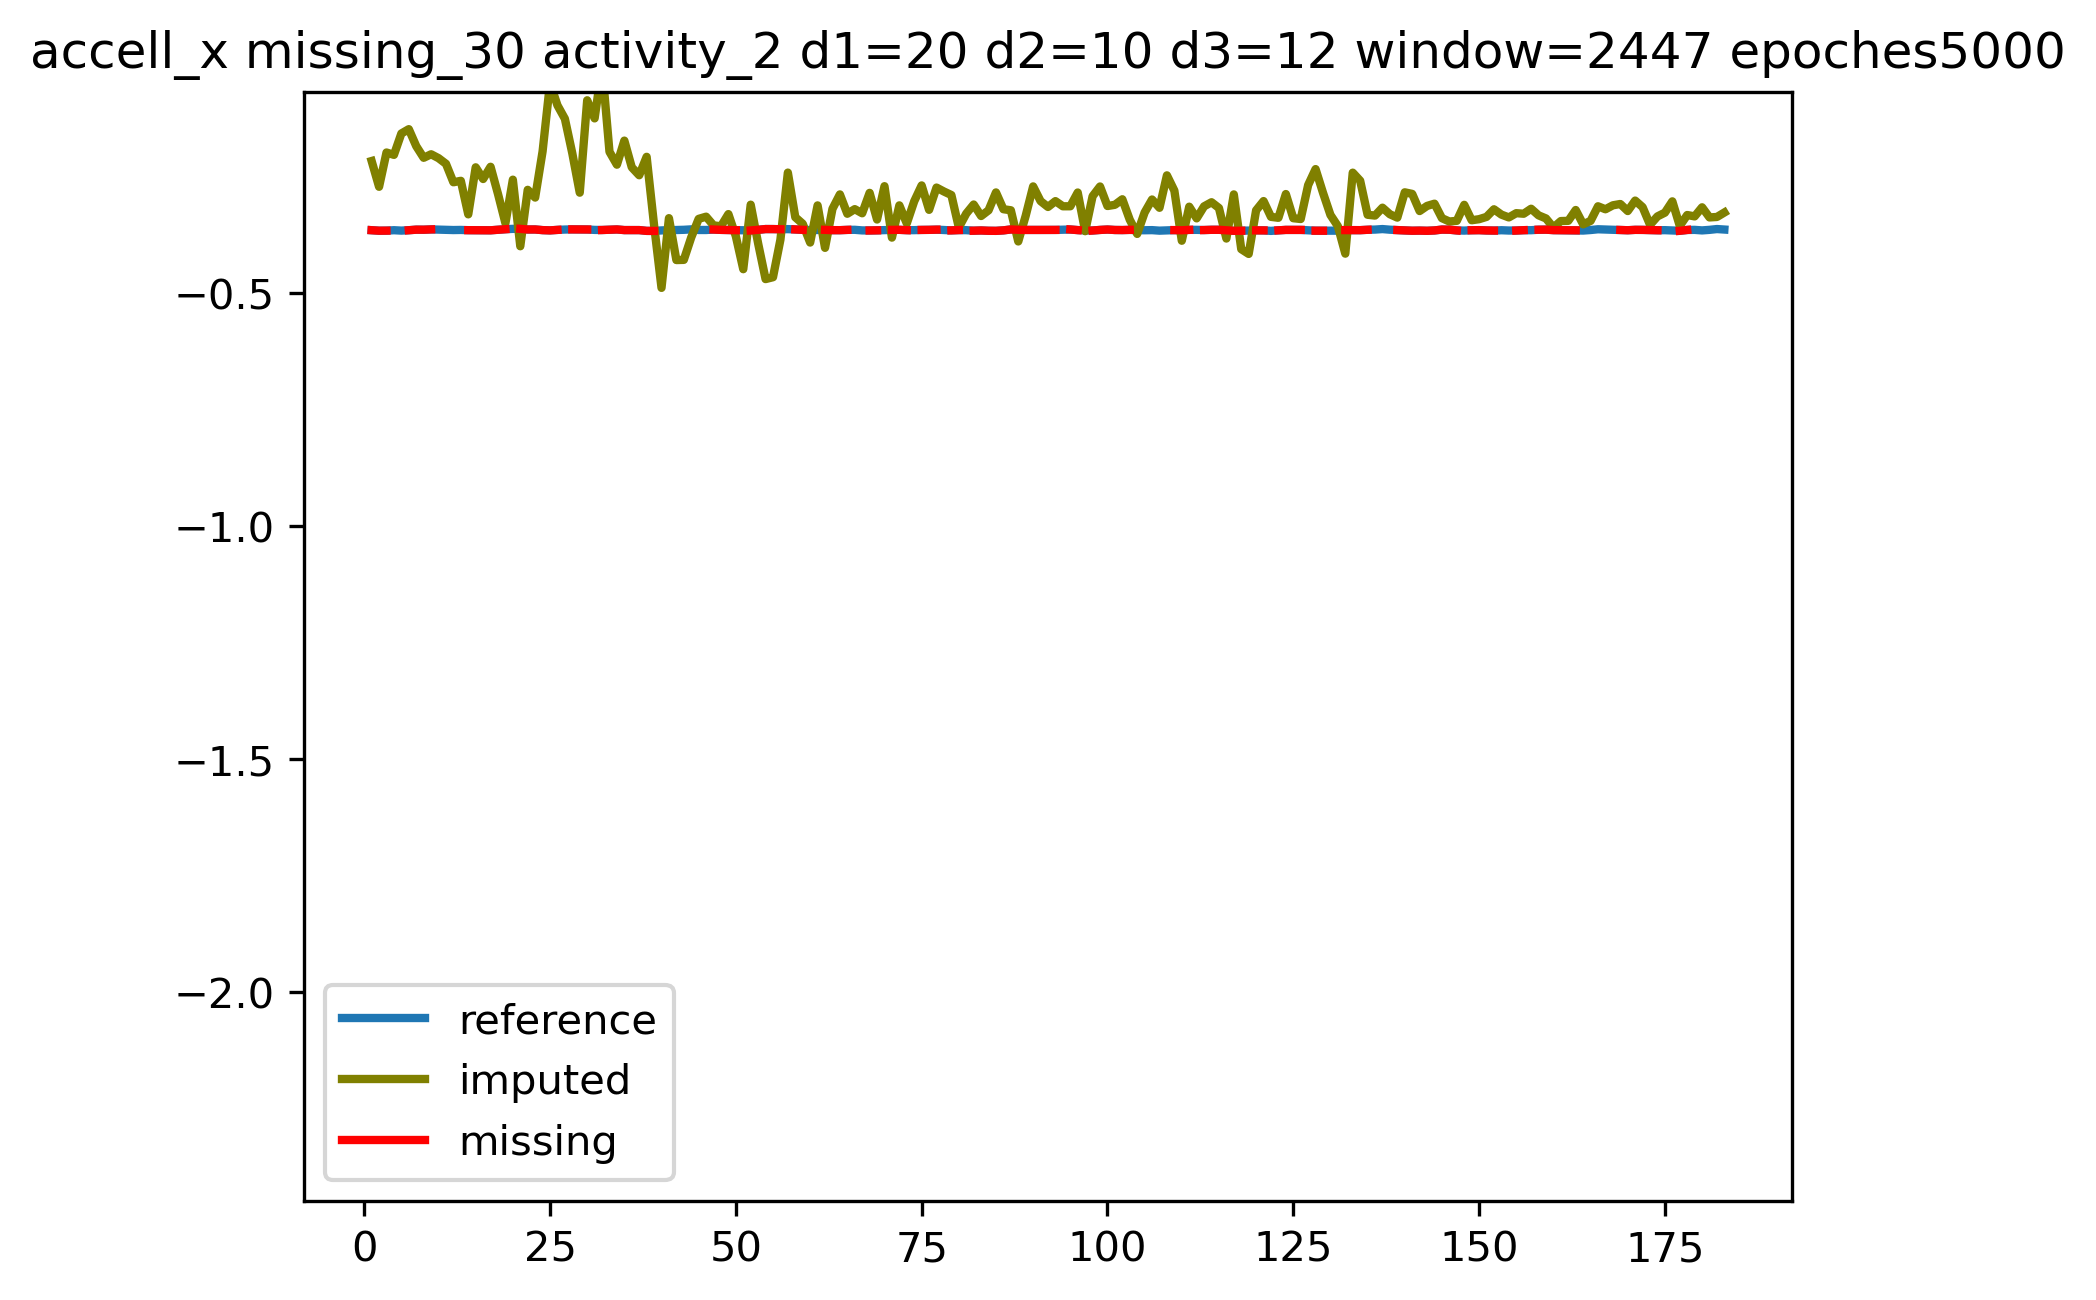 accell_x missing_30 activity_2 d1=20 d2=10 d3=12 window=2447 epoches5000
−0.5
−1.0
−1.5
−2.0
reference
imputed
missing
0 25 50 75 100 125 150 175